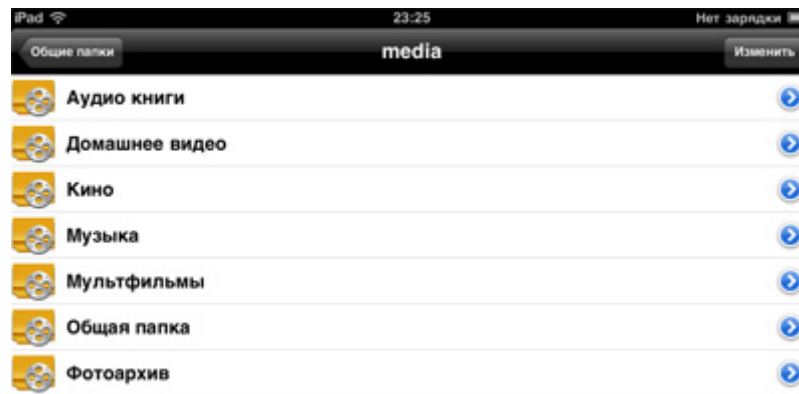 iPad 23:25 Нет зарядки
Общие папки media Изменить
Аудио книги
Домашнее видео
Кино
Музыка
Мультфильмы
Общая папка
Фотоархив